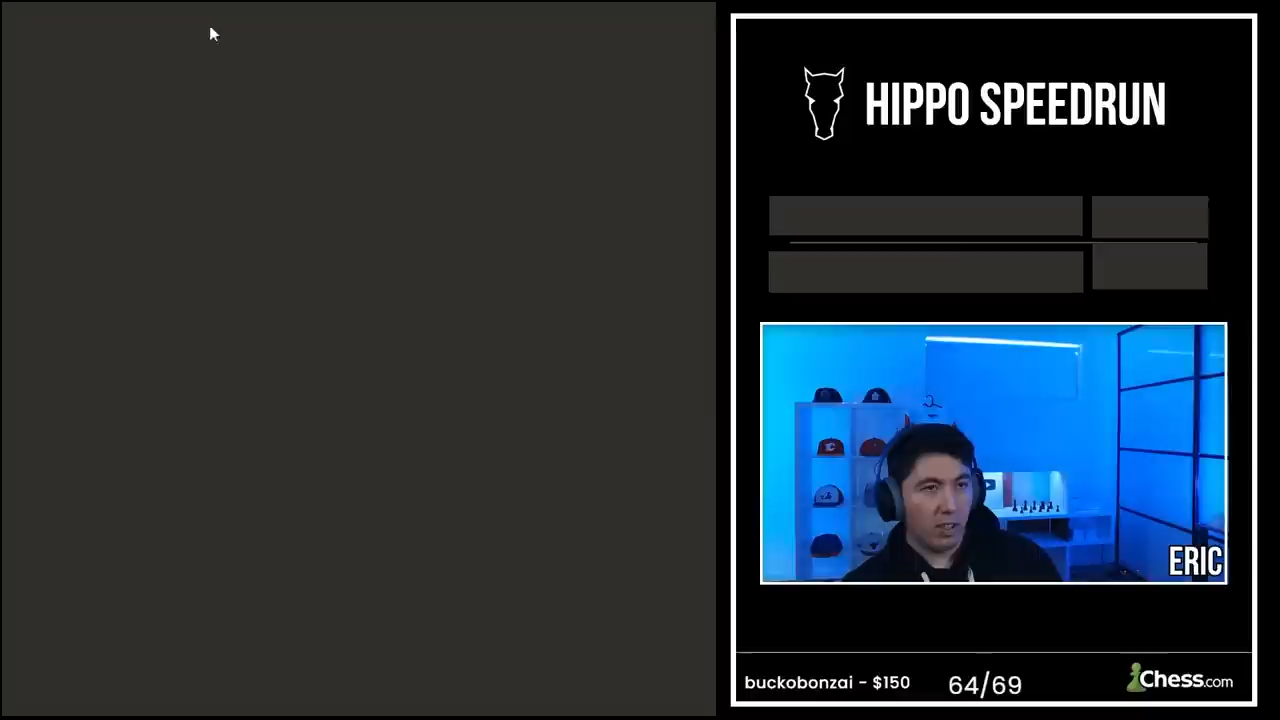 HIPPO SPEEDRUN
ERIC
buckobonzai - $150
64/69
Chess.com